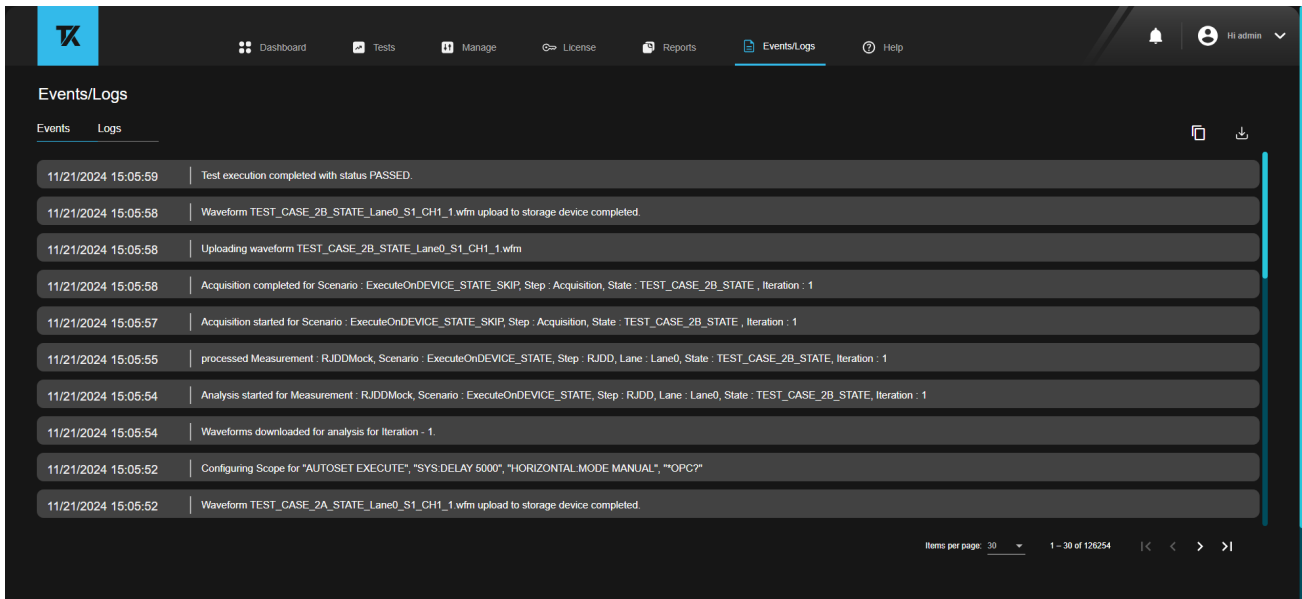 TK
Dashboard Tests Manage License Reports Events/Logs Help Hi admin
Events/Logs
Events Logs
11/21/2024 15:05:59 Test execution completed with status PASSED.
11/21/2024 15:05:58 Waveform TEST_CASE_2B_STATE_Lane0_S1_CH1_1.wfm upload to storage device completed.
11/21/2024 15:05:58 Uploading waveform TEST_CASE_2B_STATE_Lane0_S1_CH1_1.wfm
11/21/2024 15:05:58 Acquisition completed for Scenario : ExecuteOnDEVICE_STATE_SKIP, Step : Acquisition, State : TEST_CASE_2B_STATE , Iteration : 1
11/21/2024 15:05:57 Acquisition started for Scenario : ExecuteOnDEVICE_STATE_SKIP, Step : Acquisition, State : TEST_CASE_2B_STATE , Iteration : 1
11/21/2024 15:05:55 processed Measurement : RJDDMock, Scenario : ExecuteOnDEVICE_STATE, Step : RJDD, Lane : Lane0, State : TEST_CASE_2B_STATE, Iteration : 1
11/21/2024 15:05:54 Analysis started for Measurement : RJDDMock, Scenario : ExecuteOnDEVICE_STATE, Step : RJDD, Lane : Lane0, State : TEST_CASE_2B_STATE, Iteration : 1
11/21/2024 15:05:54 Waveforms downloaded for analysis for Iteration - 1.
11/21/2024 15:05:52 Configuring Scope for "AUTOSET EXECUTE", "SYS:DELAY 5000", "HORIZONTAL:MODE MANUAL", "*OPC?"
11/21/2024 15:05:52 Waveform TEST_CASE_2A_STATE_Lane0_S1_CH1_1.wfm upload to storage device completed.
Items per page: 30 1 – 30 of 126254